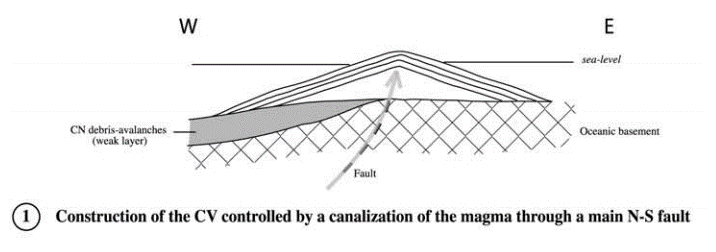 W E
sea-level
CN debris-avalanches
(weak layer)
Oceanic basement
Fault
1 Construction of the CV controlled by a canalization of the magma through a main N-S fault